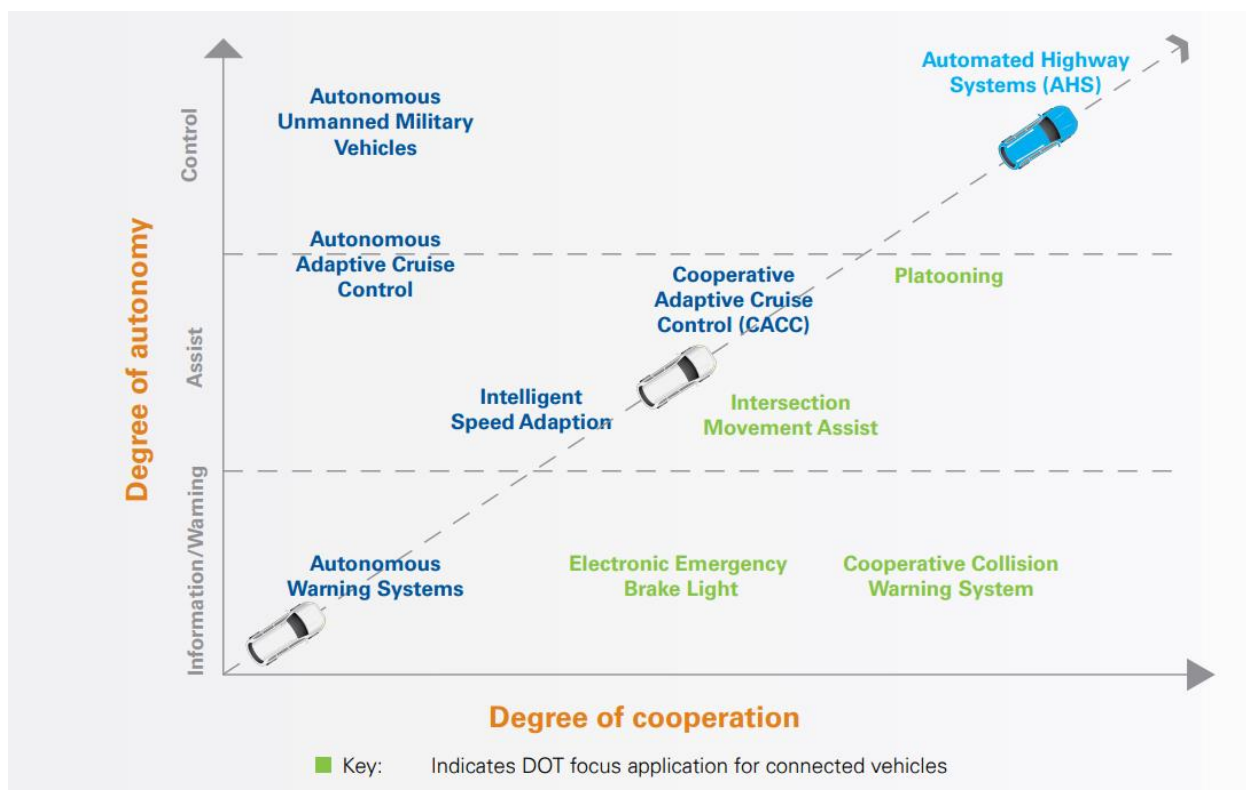 Automated Highway
Systems (AHS)
Autonomous
Unmanned Military
Vehicles
Control
Autonomous
Adaptive Cruise
Control
Cooperative
Adaptive Cruise
Control (CACC)
Platooning
Degree of autonomy
Assist
Intelligent
Speed Adaption
Intersection
Movement Assist
Information/Warning
Autonomous
Warning Systems
Electronic Emergency
Brake Light
Cooperative Collision
Warning System
Degree of cooperation
Key: Indicates DOT focus application for connected vehicles